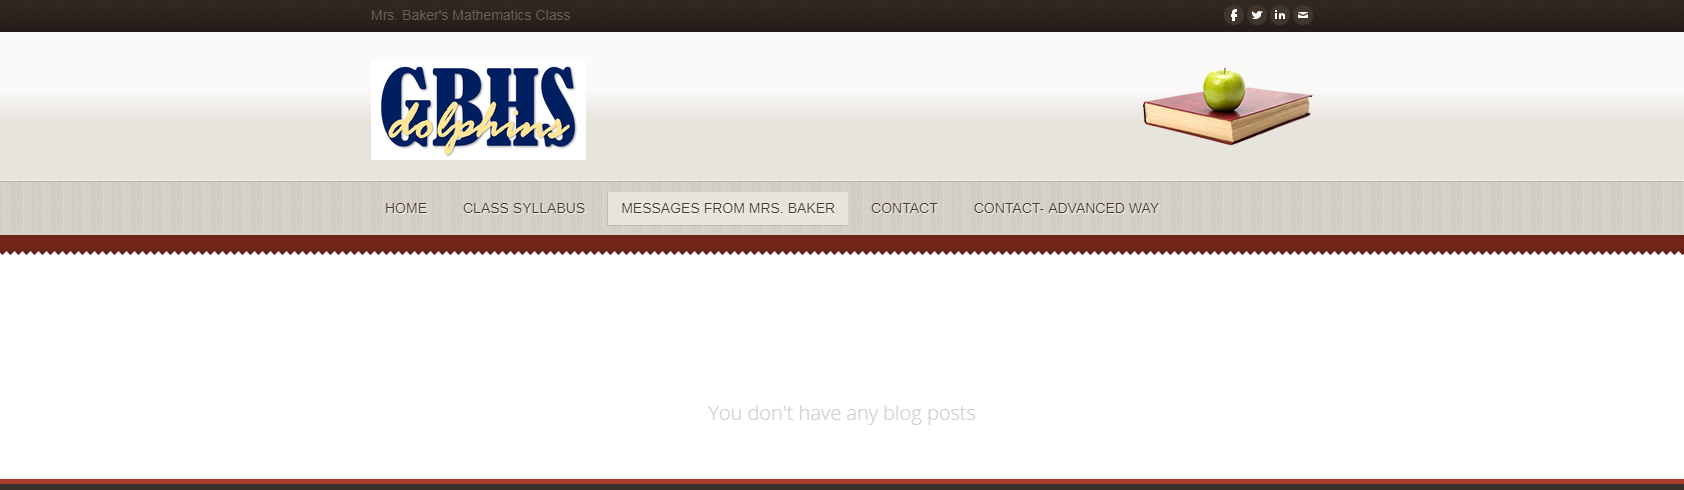 Mrs. Baker's Mathematics Class
GBHS
dolphins
HOME CLASS SYLLABUS MESSAGES FROM MRS. BAKER CONTACT CONTACT- ADVANCED WAY
You don't have any blog posts